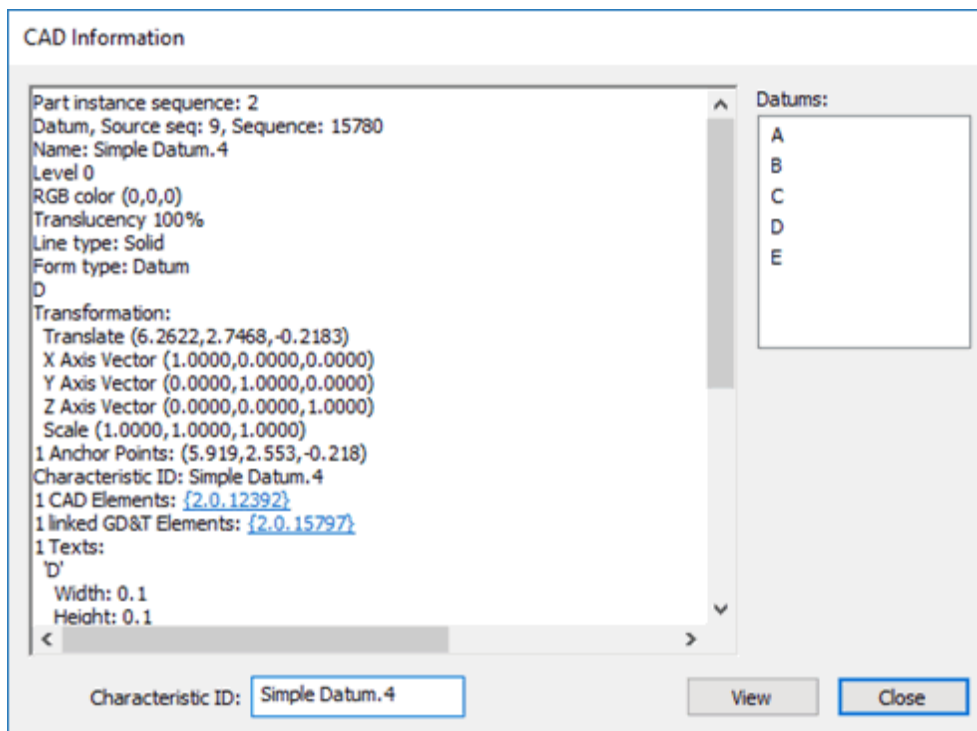 CAD Information
Part instance sequence: 2
Datum, Source seq: 9, Sequence: 15780
Name: Simple Datum.4
Level 0
RGB color (0,0,0)
Translucency 100%
Line type: Solid
Form type: Datum
D
Transformation:
Translate (6.2622,2.7468,-0.2183)
X Axis Vector (1.0000,0.0000,0.0000)
Y Axis Vector (0.0000,1.0000,0.0000)
Z Axis Vector (0.0000,0.0000,1.0000)
Scale (1.0000,1.0000,1.0000)
1 Anchor Points: (5.919,2.553,-0.218)
Characteristic ID: Simple Datum.4
1 CAD Elements: {2.0.12392}
1 linked GD&T Elements: {2.0.15797}
1 Texts:
'D'
Width: 0.1
Height: 0.1
Datums:
A
B
C
D
E
Characteristic ID: Simple Datum.4
View
Close